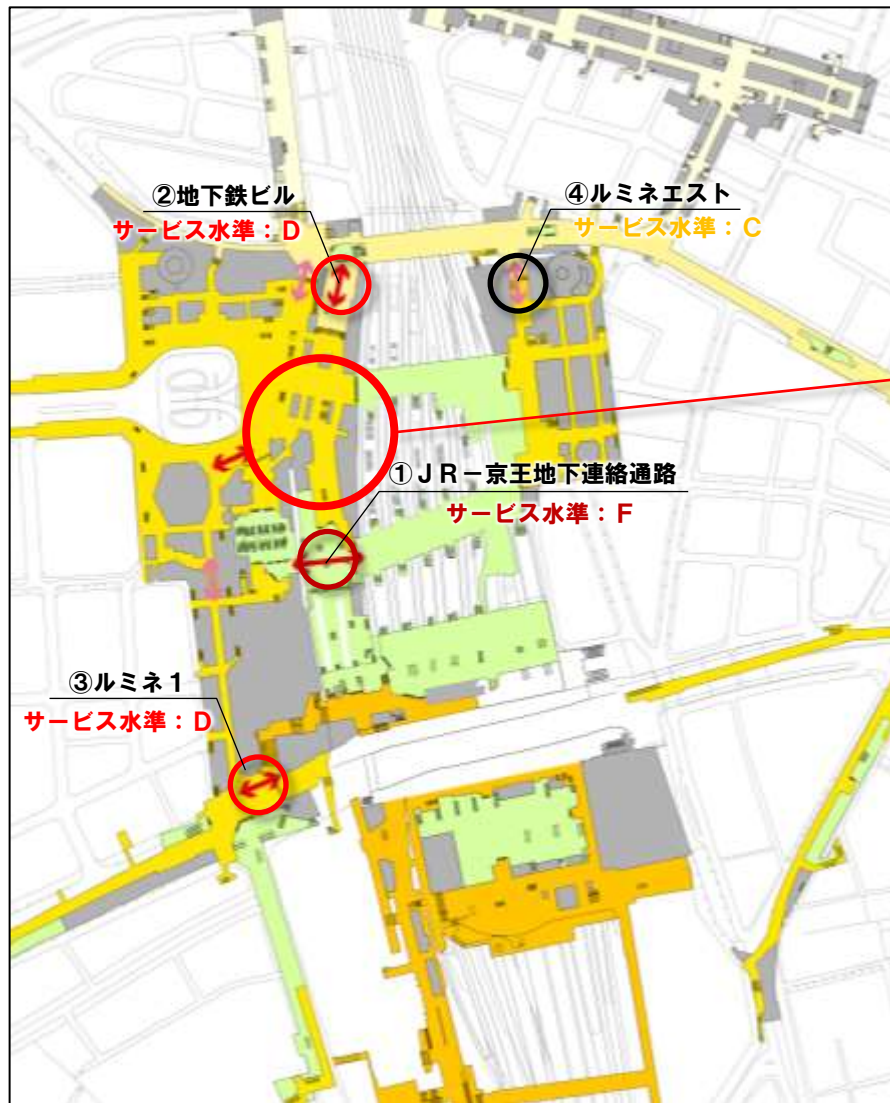 ②地下鉄ビル
サービス水準：D
④ルミネエスト
サービス水準：C
①ＪＲ－京王地下連絡通路
サービス水準：F
③ルミネ１
サービス水準：D